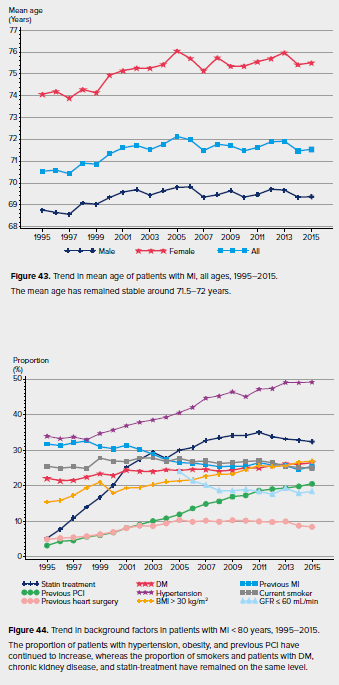 Mean age
(Years)
77
76
75
74
73
72
71
70
69
68
1995 1997 1999 2001 2003 2005 2007 2009 2011 2013 2015
Male Female All
Figure 43. Trend in mean age of patients with MI, all ages, 1995–2015.
The mean age has remained stable around 71.5–72 years.
Proportion
(%)
50
40
30
20
10
0
1995 1997 1999 2001 2003 2005 2007 2009 2011 2013 2015
Statin treatment DM Previous MI
Previous PCI Hypertension Current smoker
Previous heart surgery BMI > 30 kg/m² GFR ≤ 60 mL/min
Figure 44. Trend in background factors in patients with MI < 80 years, 1995–2015.
The proportion of patients with hypertension, obesity, and previous PCI have
continued to increase, whereas the proportion of smokers and patients with DM,
chronic kidney disease, and statin-treatment have remained on the same level.